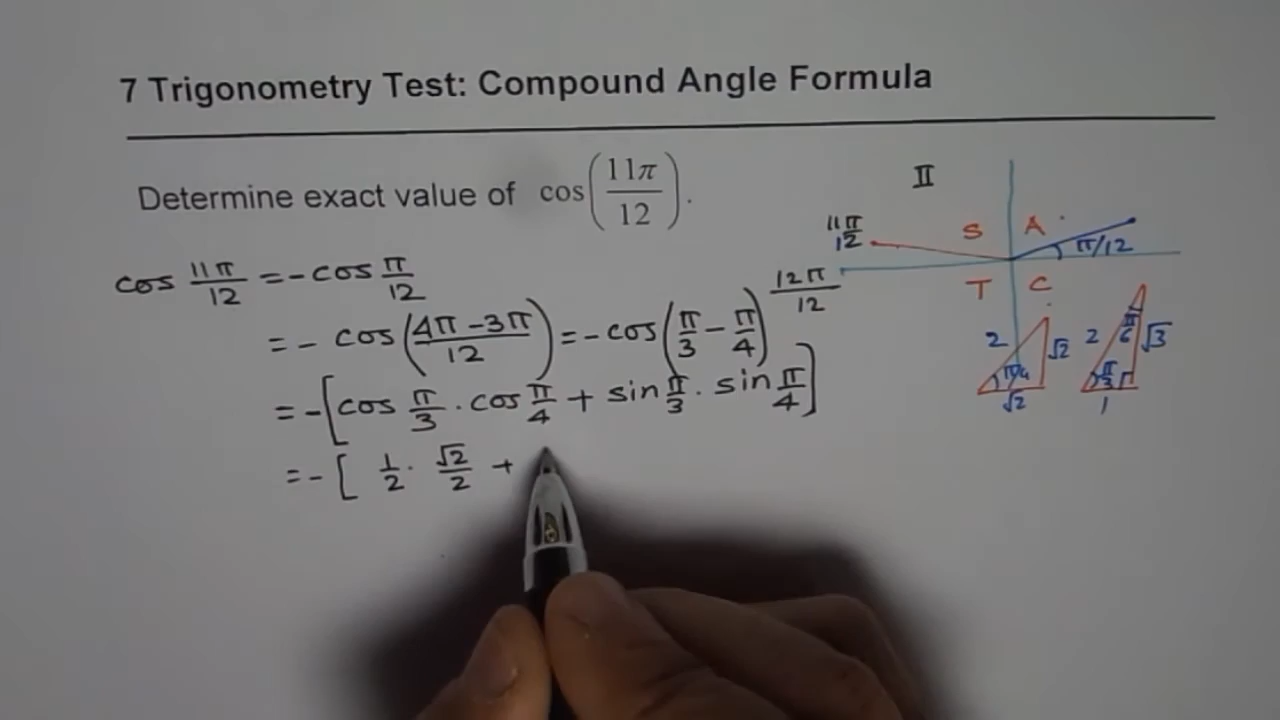 7 Trigonometry Test: Compound Angle Formula
Determine exact value of cos(11π/12).
cos 11π/12 = -cos π/12
= - cos(4π-3π/12) = -cos(π/3 - π/4)
= -[cos π/3 · cos π/4 + sin π/3 · sin π/4]
= -[ 1/2 · √2/2 +
II
11π/12
S A
π/12
12π/12
T C
2 π/4 √2 √2
2 π/6 √3 π/3 1